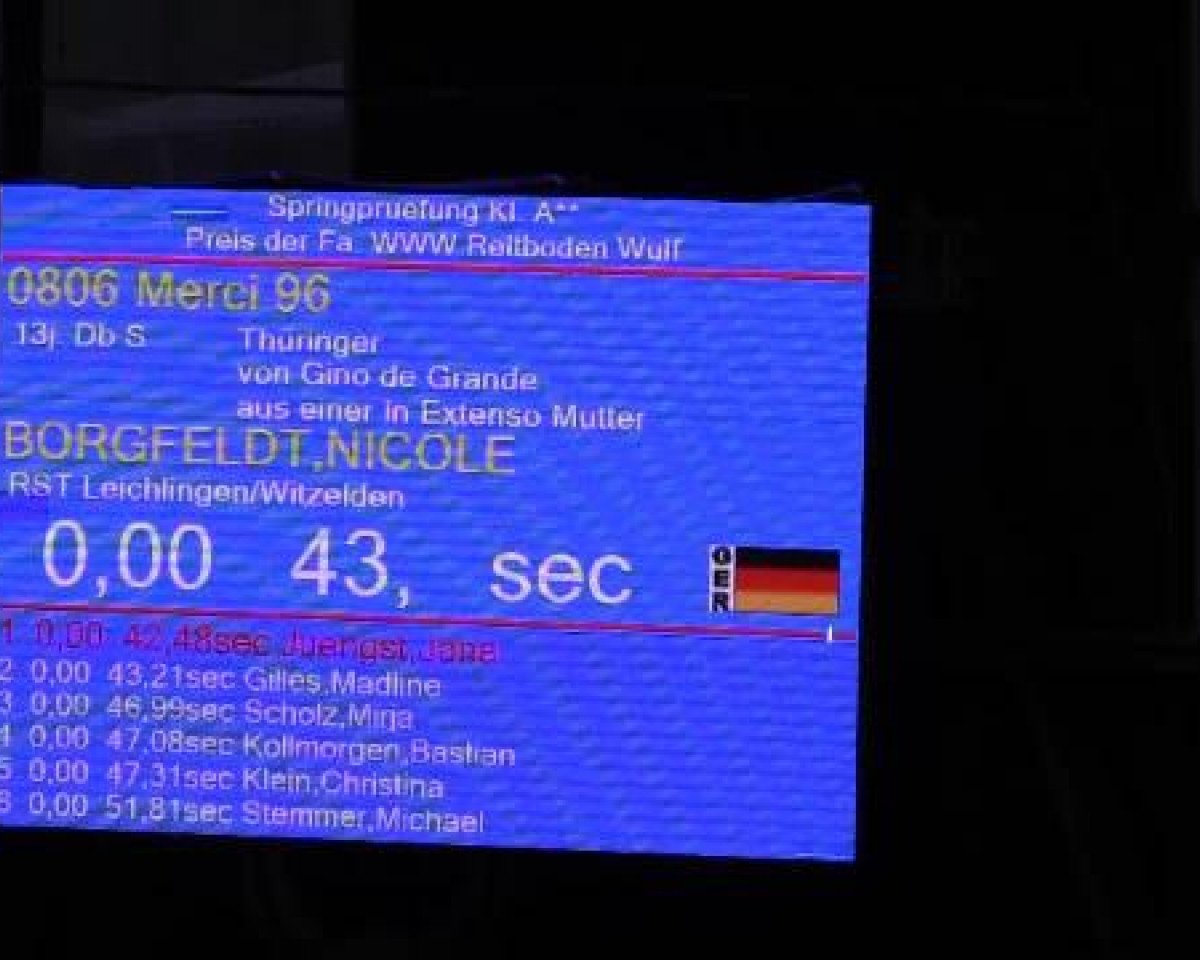 Springpruefung Kl. A**
Preis der Fa WWW.Reitboden Wulf
0806 Merci 96
13j. Db S Thüringer
von Gino de Grande
aus einer in Extenso Mutter
BORGFELDT,NICOLE
RST Leichlingen/Witzelden
0,00 43, sec
GER
1 0,00 42,48sec Juengst,Jana
2 0,00 43,21sec Gilles,Madline
3 0,00 46,99sec Scholz,Mirja
4 0,00 47,08sec Kollmorgen,Bastian
5 0,00 47,31sec Klein,Christina
6 0,00 51,81sec Stemmer,Michael